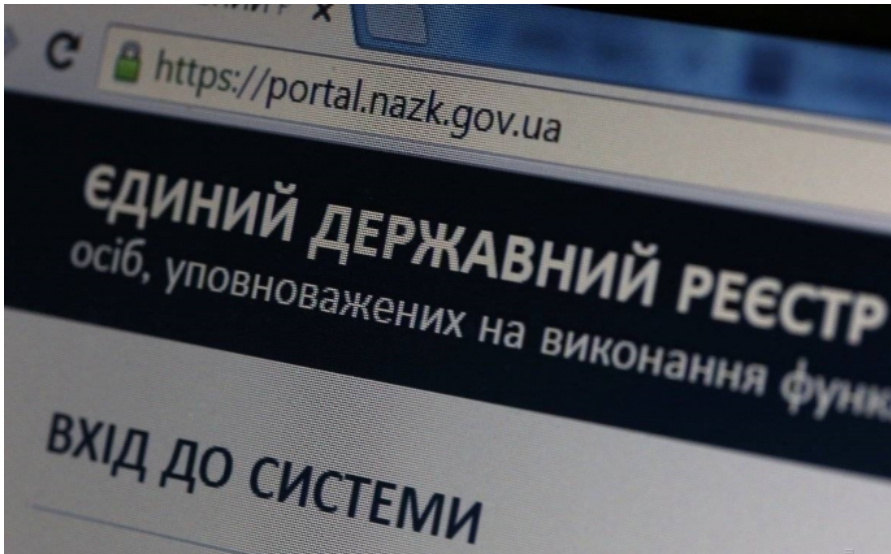 https://portal.nazk.gov.ua
ЄДИНИЙ ДЕРЖАВНИЙ РЕЄСТР
осіб, уповноважених на виконання
ВХІД ДО СИСТЕМИ